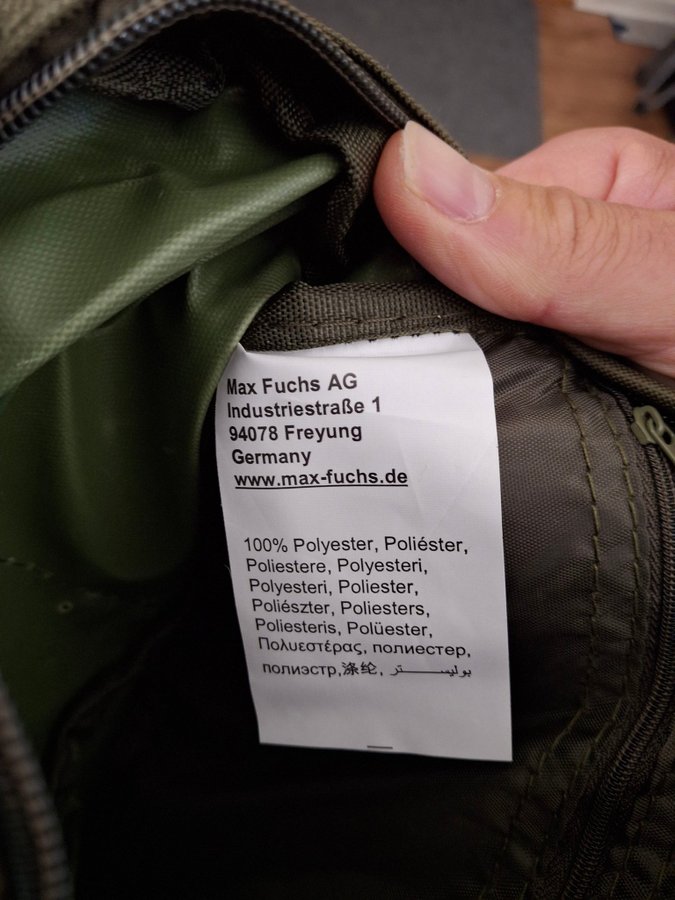 Max Fuchs AG
Industriestraße 1
94078 Freyung
Germany
www.max-fuchs.de
100% Polyester, Poliéster,
Poliestere, Polyesteri,
Polyesteri, Poliester,
Poliészter, Poliesters,
Poliesteris, Polüester,
Πολυεστέρας, полиестер,
полиэстр,涤纶, بوليستر